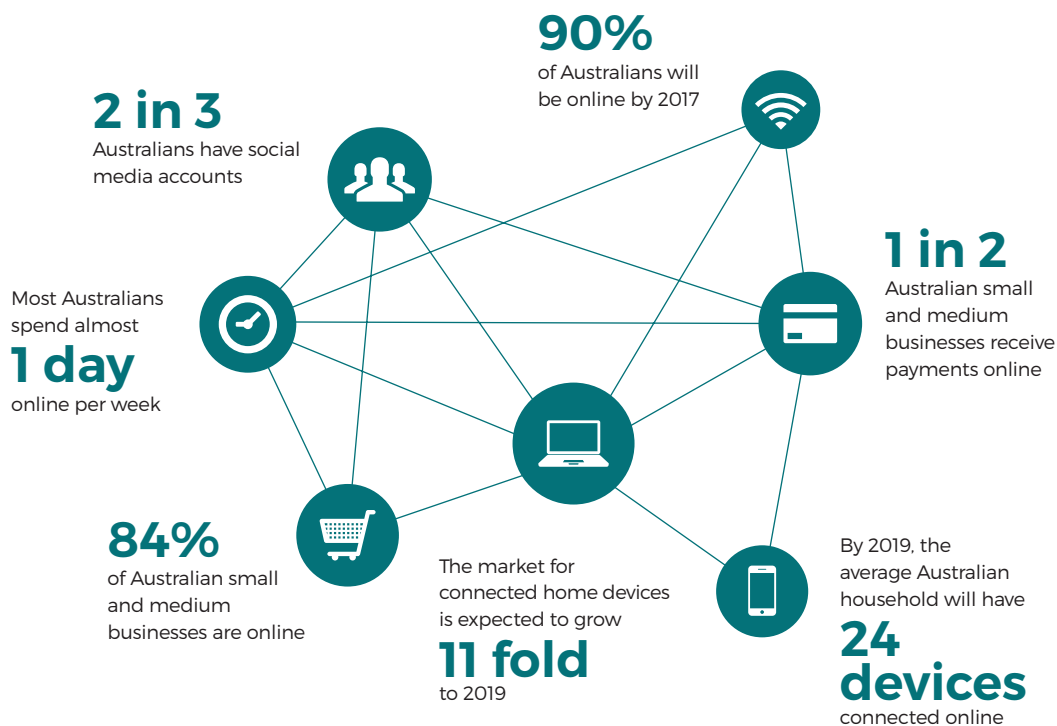 90%
of Australians will
be online by 2017
2 in 3
Australians have social
media accounts
1 in 2
Australian small
and medium
businesses receive
payments online
Most Australians
spend almost
1 day
online per week
84%
of Australian small
and medium
businesses are online
The market for
connected home devices
is expected to grow
11 fold
to 2019
By 2019, the
average Australian
household will have
24
devices
connected online